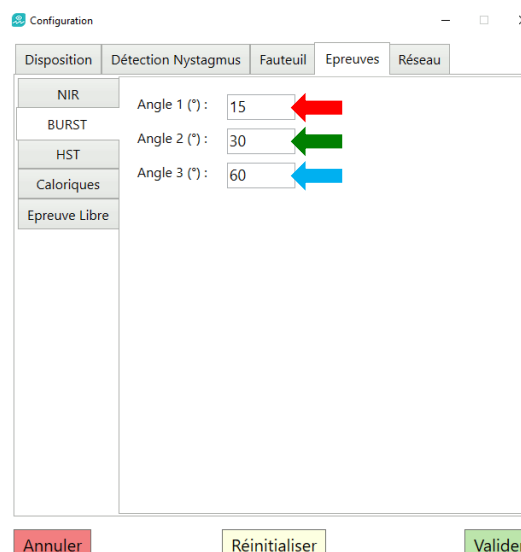 Configuration
Disposition Détection Nystagmus Fauteuil Epreuves Réseau
NIR
BURST
HST
Caloriques
Epreuve Libre
Angle 1 (°) : 15
Angle 2 (°) : 30
Angle 3 (°) : 60
Annuler Réinitialiser Valider